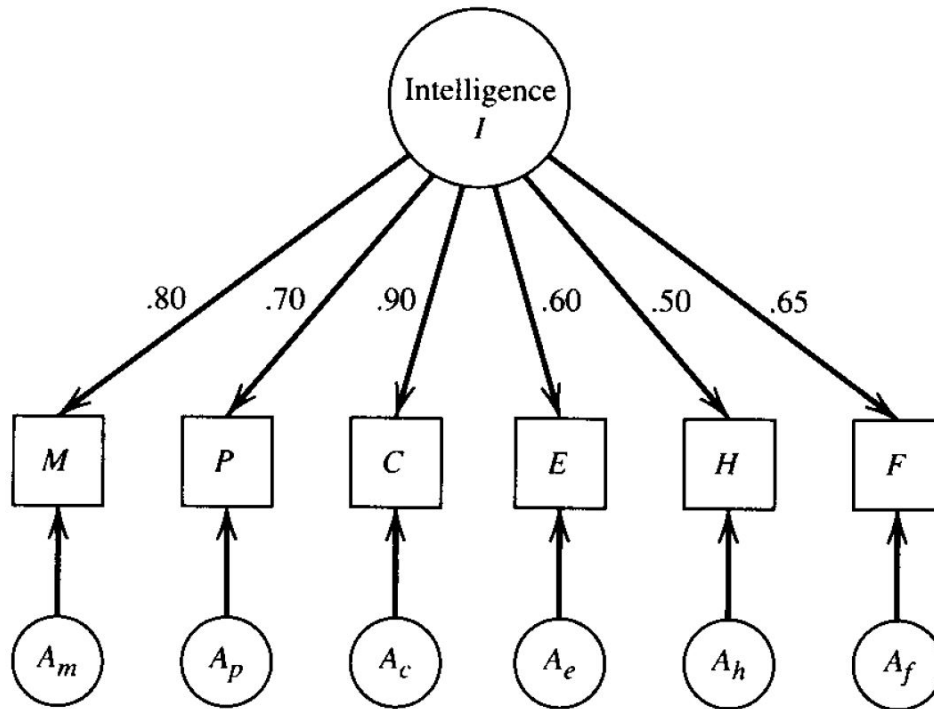 Intelligence
I
.80 .70 .90 .60 .50 .65
M P C E H F
Am Ap Ac Ae Ah Af